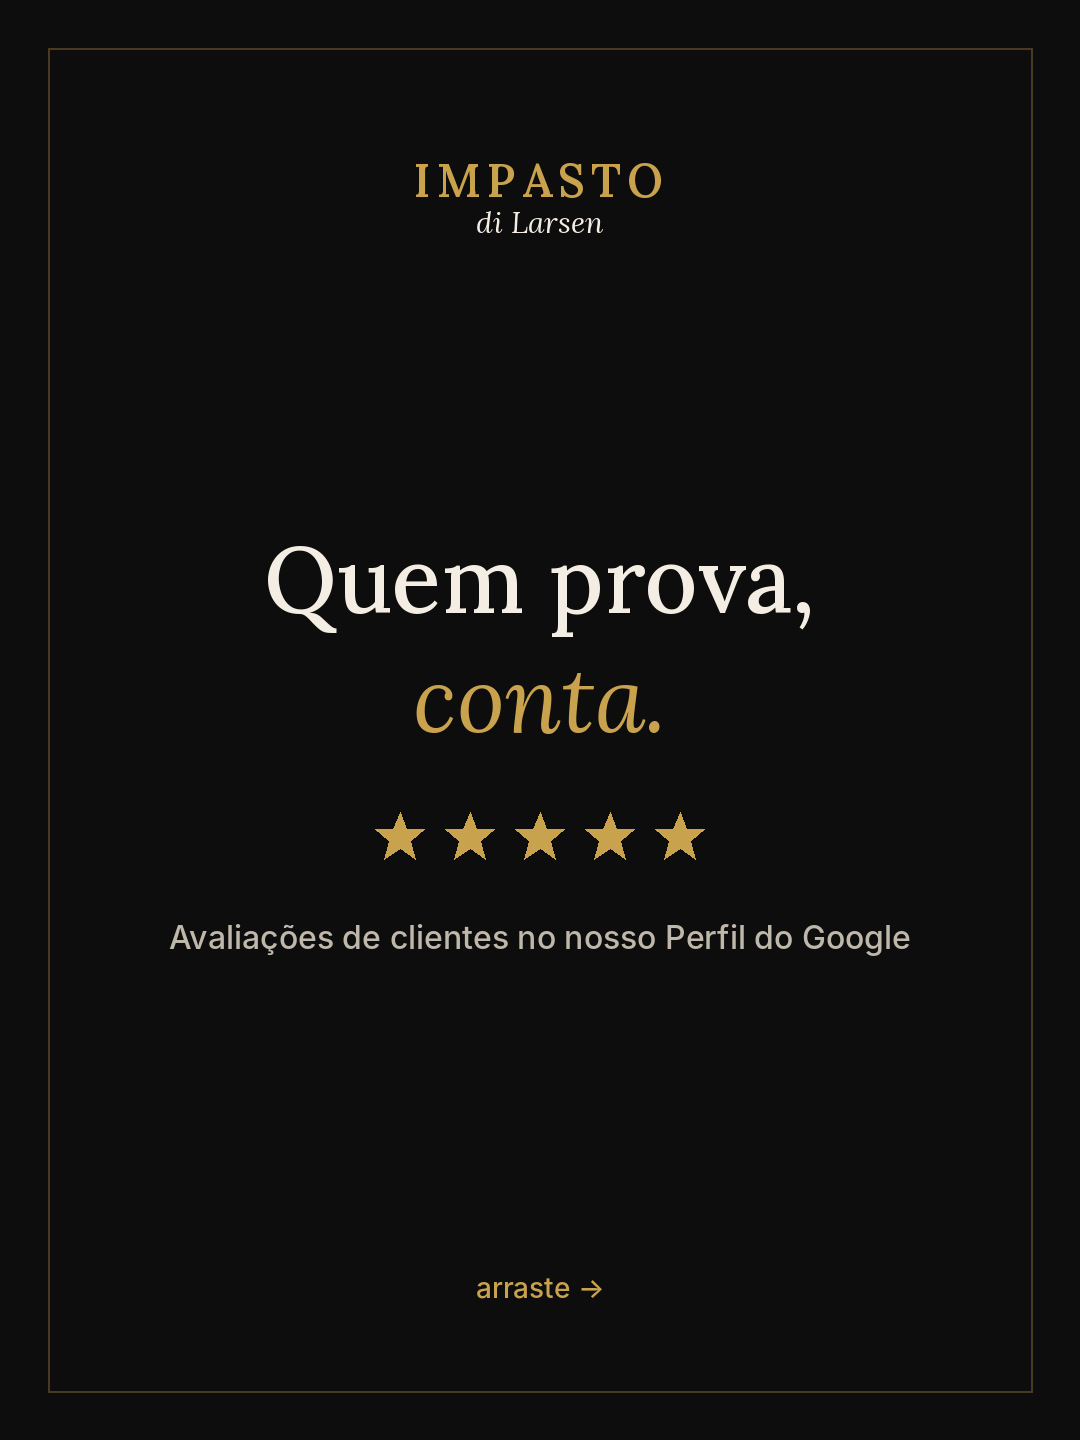 IMPASTO
di Larsen
Quem prova,
conta.
Avaliações de clientes no nosso Perfil do Google
arraste →